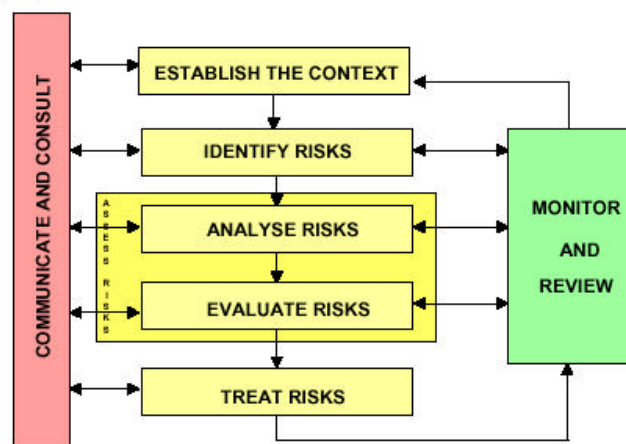 COMMUNICATE AND CONSULT
ESTABLISH THE CONTEXT
IDENTIFY RISKS
ASSESS RISKS
ANALYSE RISKS
EVALUATE RISKS
TREAT RISKS
MONITOR
AND
REVIEW